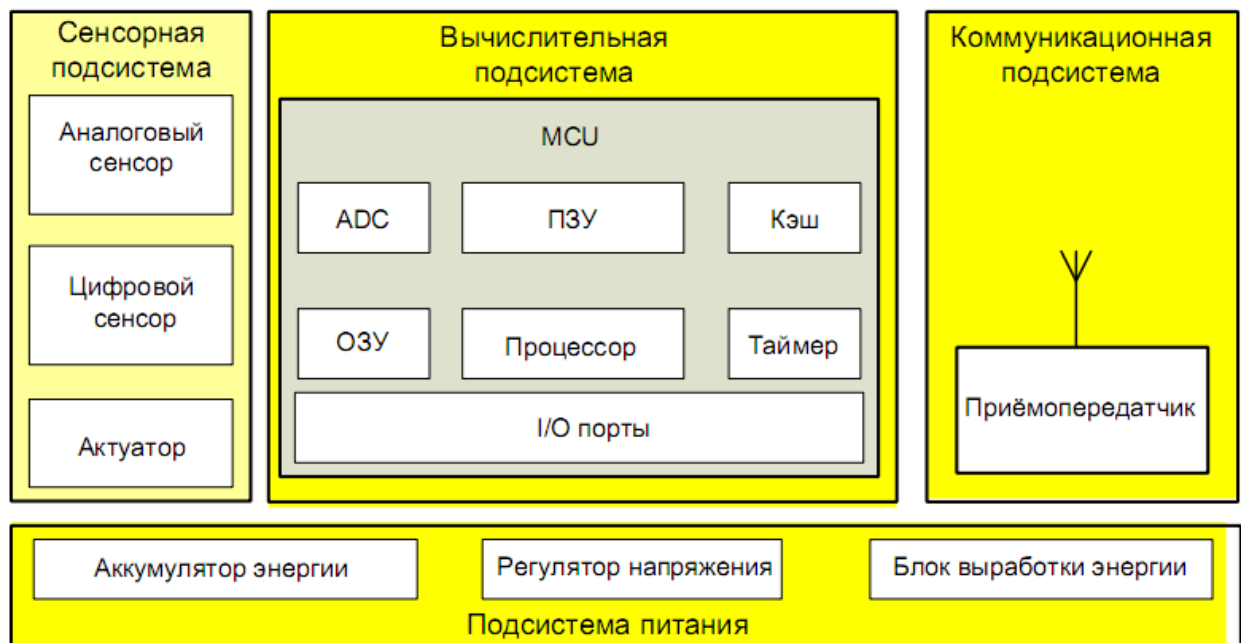 Сенсорная
подсистема
Аналоговый
сенсор
Цифровой
сенсор
Актуатор
Вычислительная
подсистема
MCU
ADC
ПЗУ
Кэш
ОЗУ
Процессор
Таймер
I/O порты
Коммуникационная
подсистема
Приёмопередатчик
Аккумулятор энергии
Регулятор напряжения
Блок выработки энергии
Подсистема питания